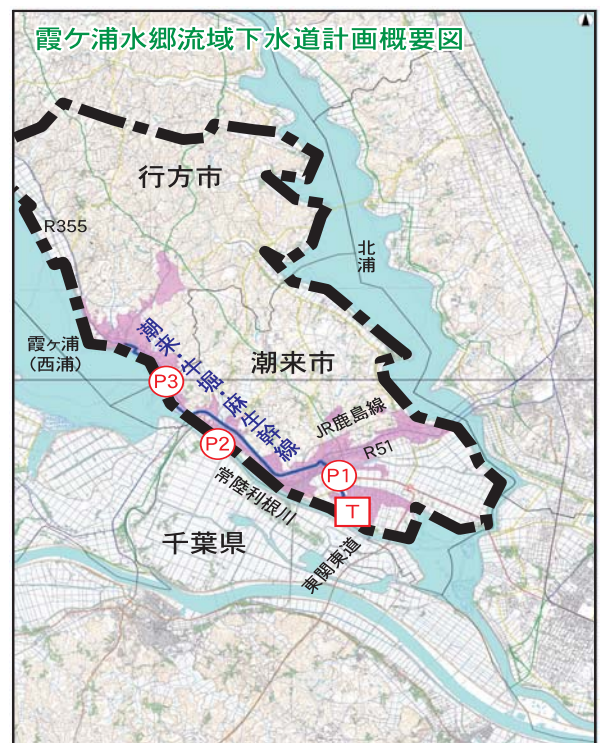 霞ケ浦水郷流域下水道計画概要図
行方市
R355
北浦
霞ヶ浦
(西浦)
潮来・牛堀・麻生幹線
潮来市
P3
JR鹿島線
P2
R51
P1
常陸利根川
T
千葉県
東関東道